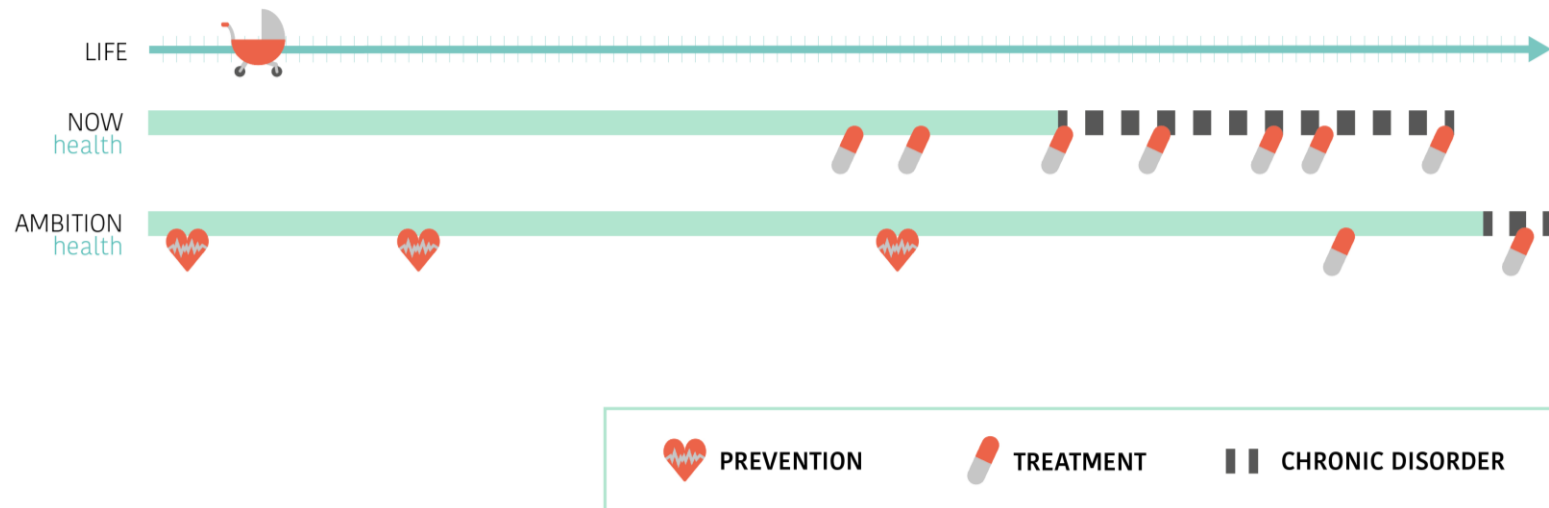 LIFE
NOW
health
AMBITION
health
PREVENTION
TREATMENT
CHRONIC DISORDER